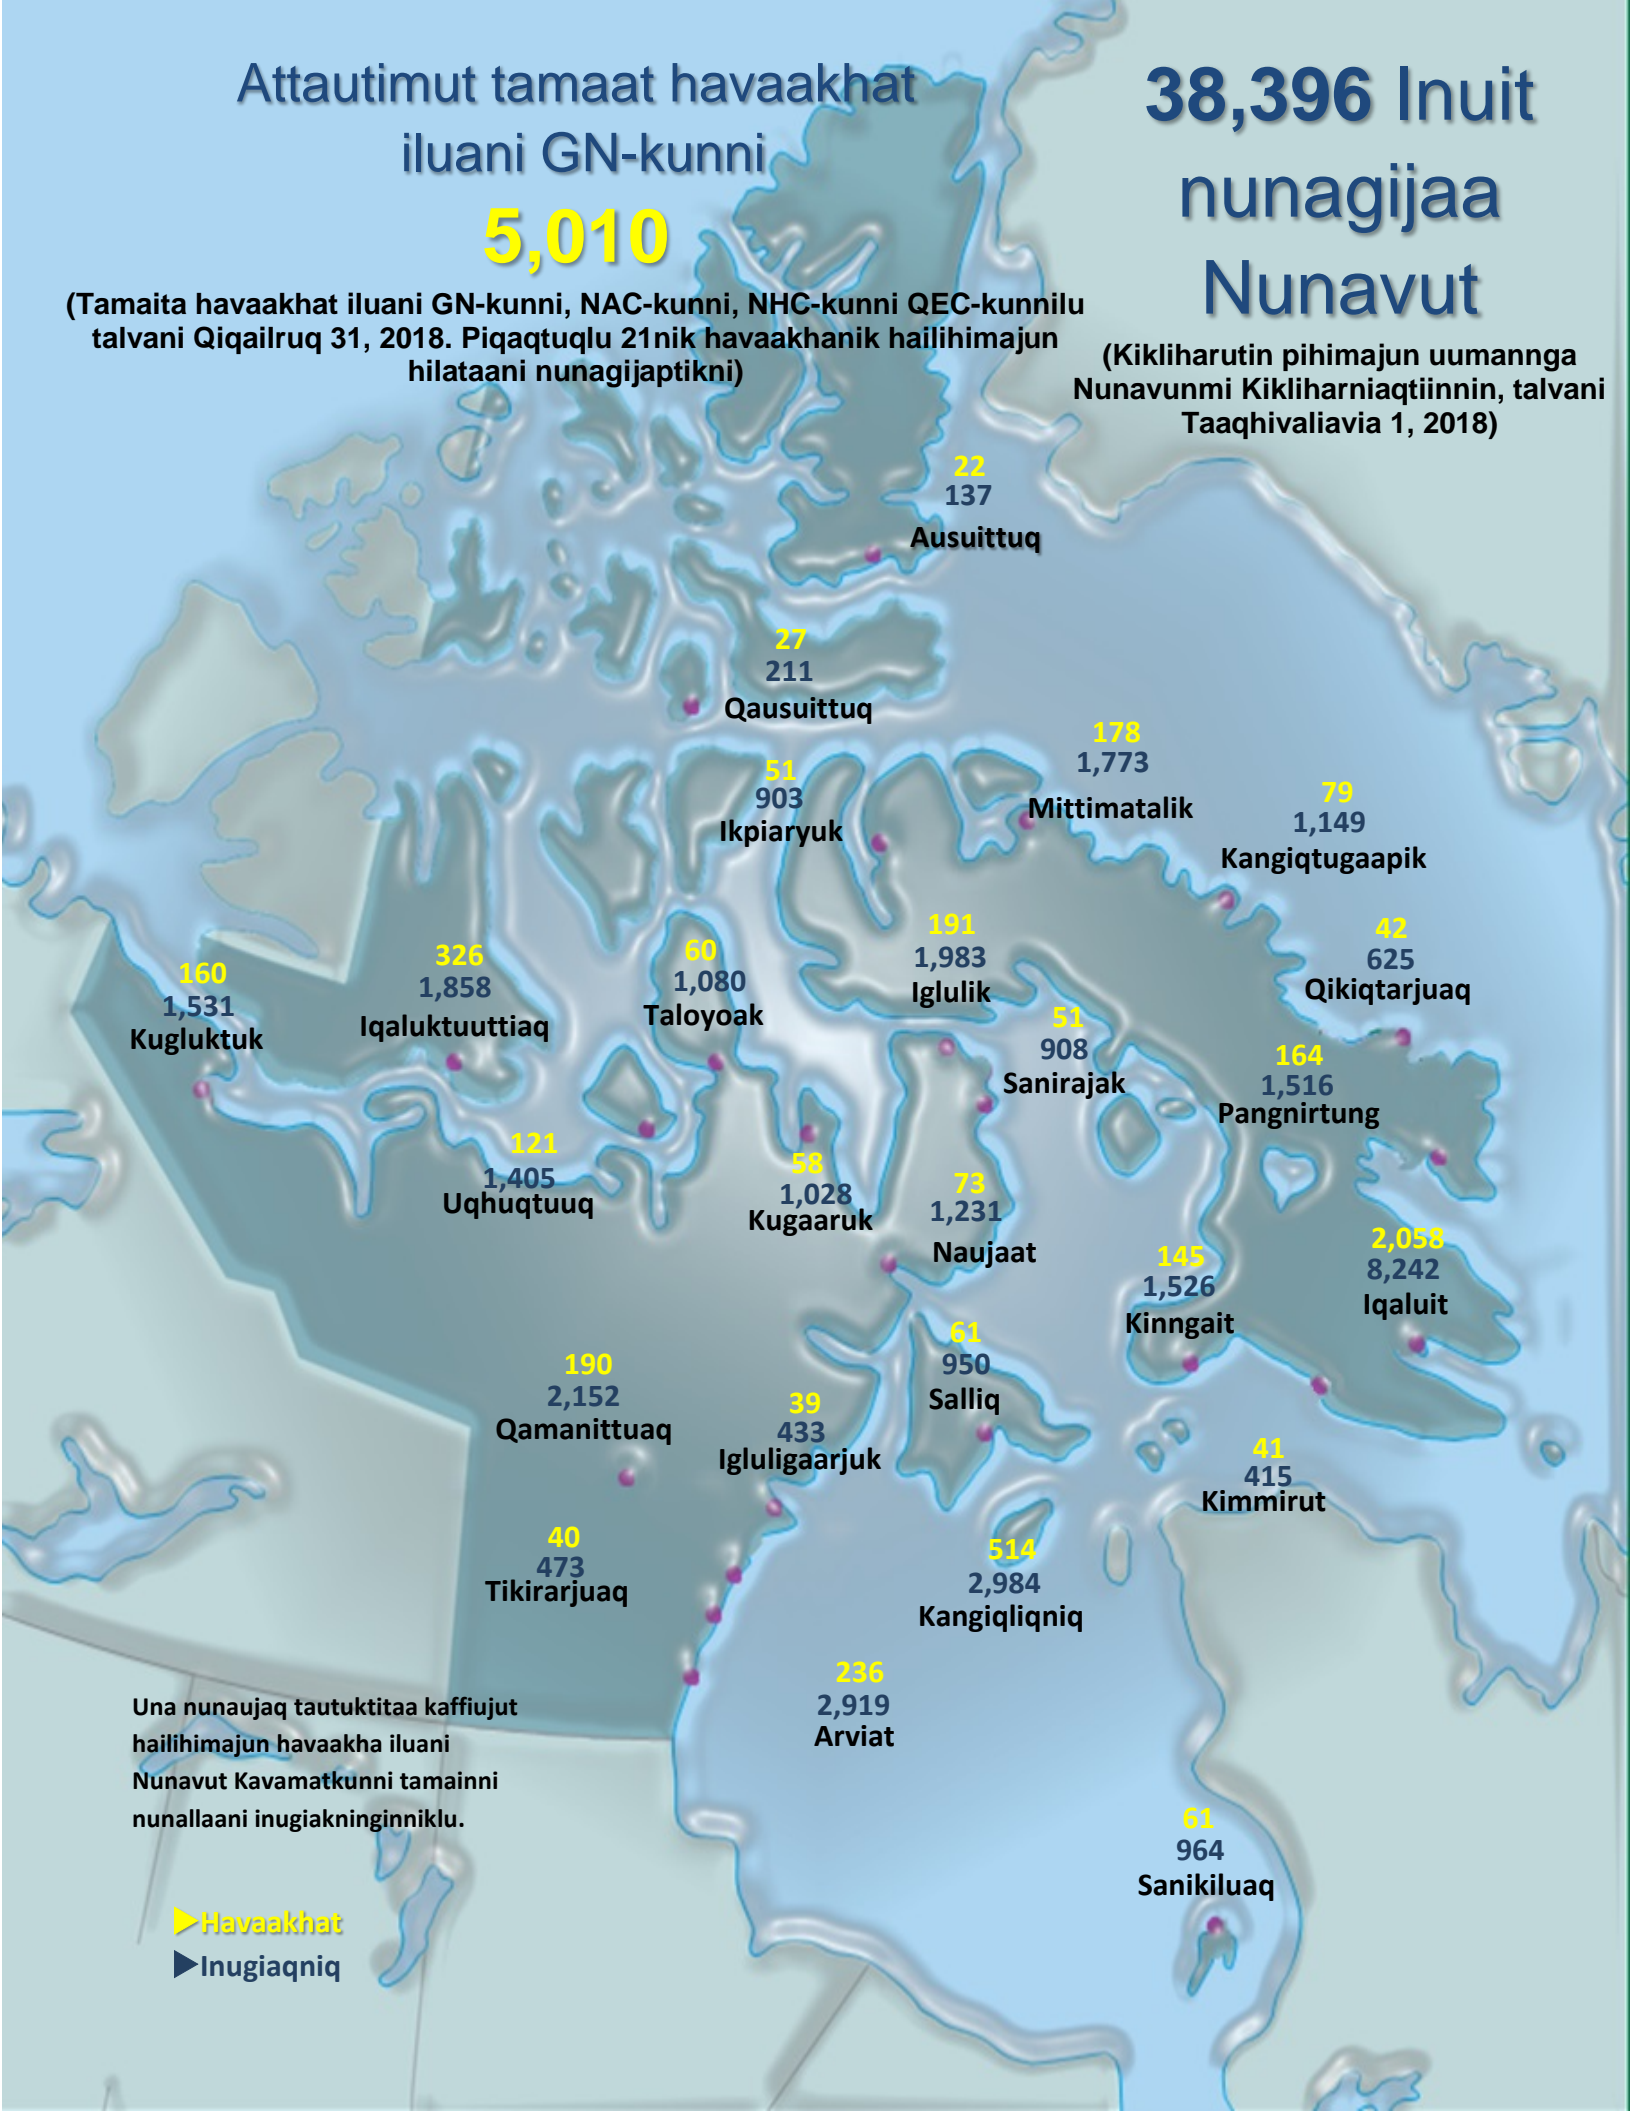 Attautimut tamaat havaakhat
iluani GN-kunni
5,010
(Tamaita havaakhat iluani GN-kunni, NAC-kunni, NHC-kunni QEC-kunnilu
talvani Qiqailruq 31, 2018. Piqaqtuqlu 21nik havaakhanik hailihimajun
hilataani nunagijaptikni)
38,396 Inuit
nunagijaa
Nunavut
(Kikliharutin pihimajun uumannga
Nunavunmi Kikliharniaqtiinnin, talvani
Taaqhivaliavia 1, 2018)
22
137
Ausuittuq
27
211
Qausuittuq
51
903
Ikpiaryuk
178
1,773
Mittimatalik
79
1,149
Kangiqtugaapik
160
1,531
Kugluktuk
326
1,858
Iqaluktuuttiaq
60
1,080
Taloyoak
191
1,983
Iglulik
42
625
Qikiqtarjuaq
51
908
Sanirajak
164
1,516
Pangnirtung
121
1,405
Uqhuqtuuq
58
1,028
Kugaaruk
73
1,231
Naujaat
145
1,526
Kinngait
2,058
8,242
Iqaluit
190
2,152
Qamanittuaq
39
433
Igluligaarjuk
61
950
Salliq
41
415
Kimmirut
40
473
Tikirarjuaq
514
2,984
Kangiqliqniq
236
2,919
Arviat
61
964
Sanikiluaq
Una nunaujaq tautuktitaa kaffiujut
hailihimajun havaakha iluani
Nunavut Kavamatkunni tamainni
nunallaani inugiakninginniklu.
Havaakhat
Inugiaqniq